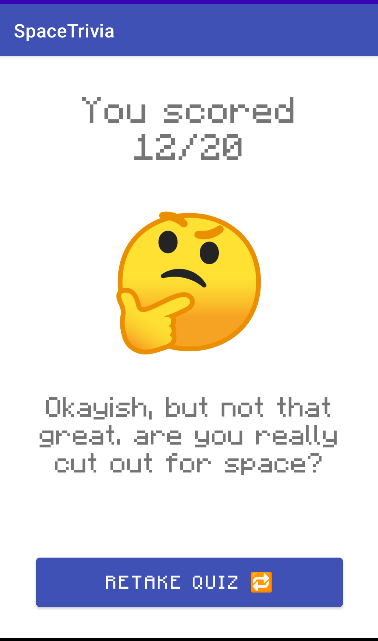 SpaceTrivia
You scored
12/20
Okayish, but not that
great. are you really
cut out for space?
RETAKE QUIZ 🔁